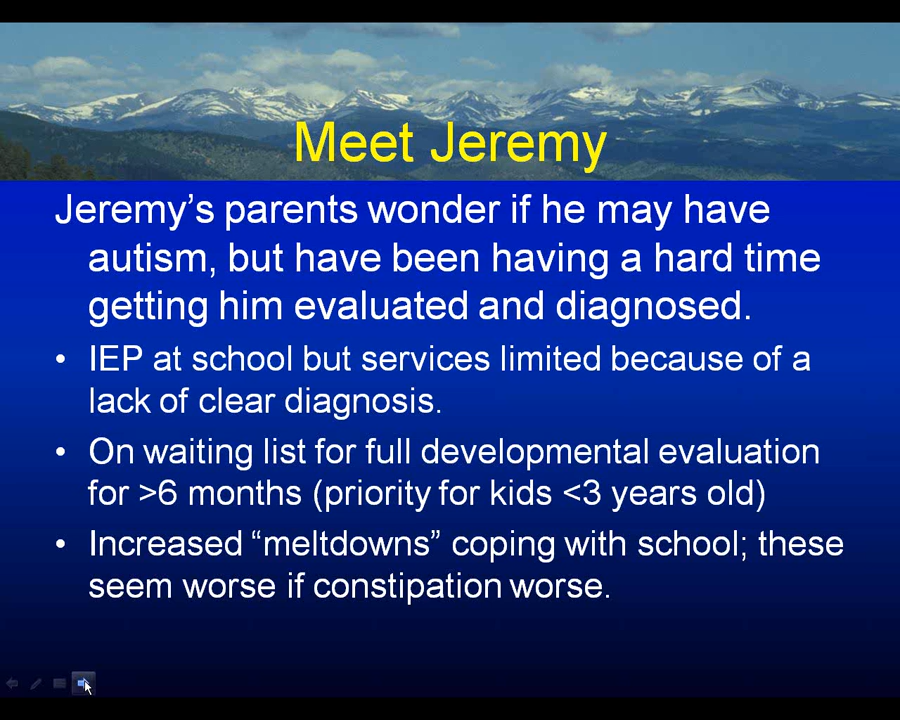 Meet Jeremy
Jeremy’s parents wonder if he may have
autism, but have been having a hard time
getting him evaluated and diagnosed.
• IEP at school but services limited because of a
lack of clear diagnosis.
• On waiting list for full developmental evaluation
for >6 months (priority for kids <3 years old)
• Increased “meltdowns” coping with school; these
seem worse if constipation worse.